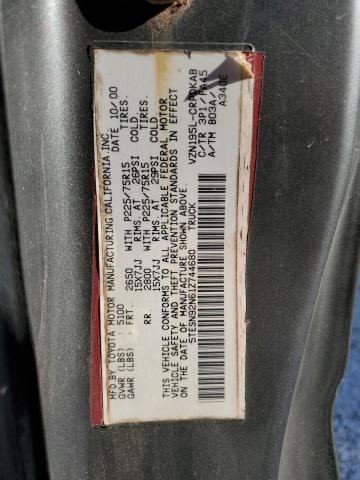 MFD BY TOYOTA MOTOR MANUFACTURING CALIFORNIA.INC.
DATE 10/00
GVWR (LBS) : 5100
GAWR (LBS) : FRT. 2650 WITH P225/75R15 TIRES.
15X7JJ RIMS. AT 26PSI COLD.
RR. 2800 WITH P225/75R15 TIRES.
15X7JJ RIMS. AT 29PSI COLD.
THIS VEHICLE CONFORMS TO ALL APPLICABLE FEDERAL MOTOR
VEHICLE SAFETY AND THEFT PREVENTION STANDARDS IN EFFECT
ON THE DATE OF MANUFACTURE SHOWN ABOVE.
5TESN92N61Z744680 TRUCK
VZN195L-CRPDKAB
C/TR 3P1/FA45
A/TM B03A/
A340E